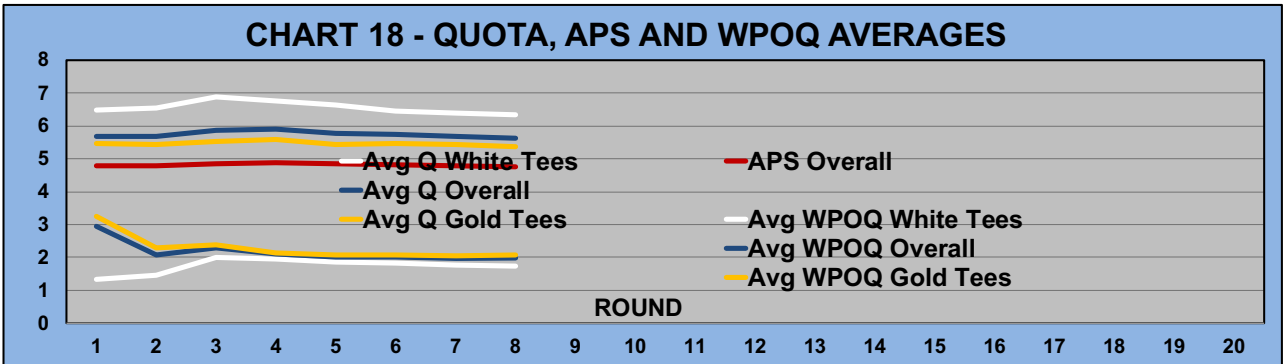 CHART 18 - QUOTA, APS AND WPOQ AVERAGES
8
7
6
5
4
3
2
1
0
Avg Q White Tees
APS Overall
Avg Q Overall
Avg Q Gold Tees
Avg WPOQ White Tees
Avg WPOQ Overall
Avg WPOQ Gold Tees
ROUND
1 2 3 4 5 6 7 8 9 10 11 12 13 14 15 16 17 18 19 20